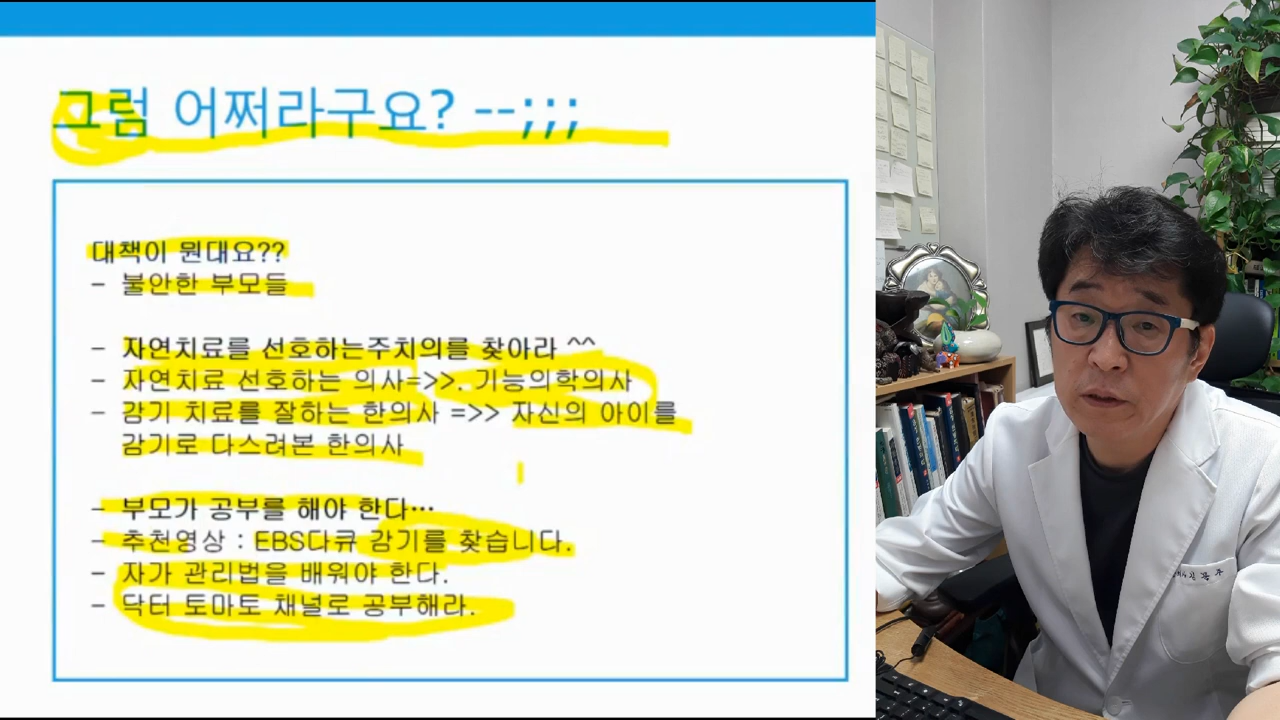 그럼 어쩌라구요? --;;;
대책이 뭔대요??
- 불안한 부모들
- 자연치료를 선호하는주치의를 찾아라 ^^
- 자연치료 선호하는 의사=>>. 기능의학의사
- 감기 치료를 잘하는 한의사 =>> 자신의 아이를
감기로 다스려본 한의사
- 부모가 공부를 해야 한다…
- 추천영상 : EBS다큐 감기를 찾습니다.
- 자가 관리법을 배워야 한다.
- 닥터 토마토 채널로 공부해라.